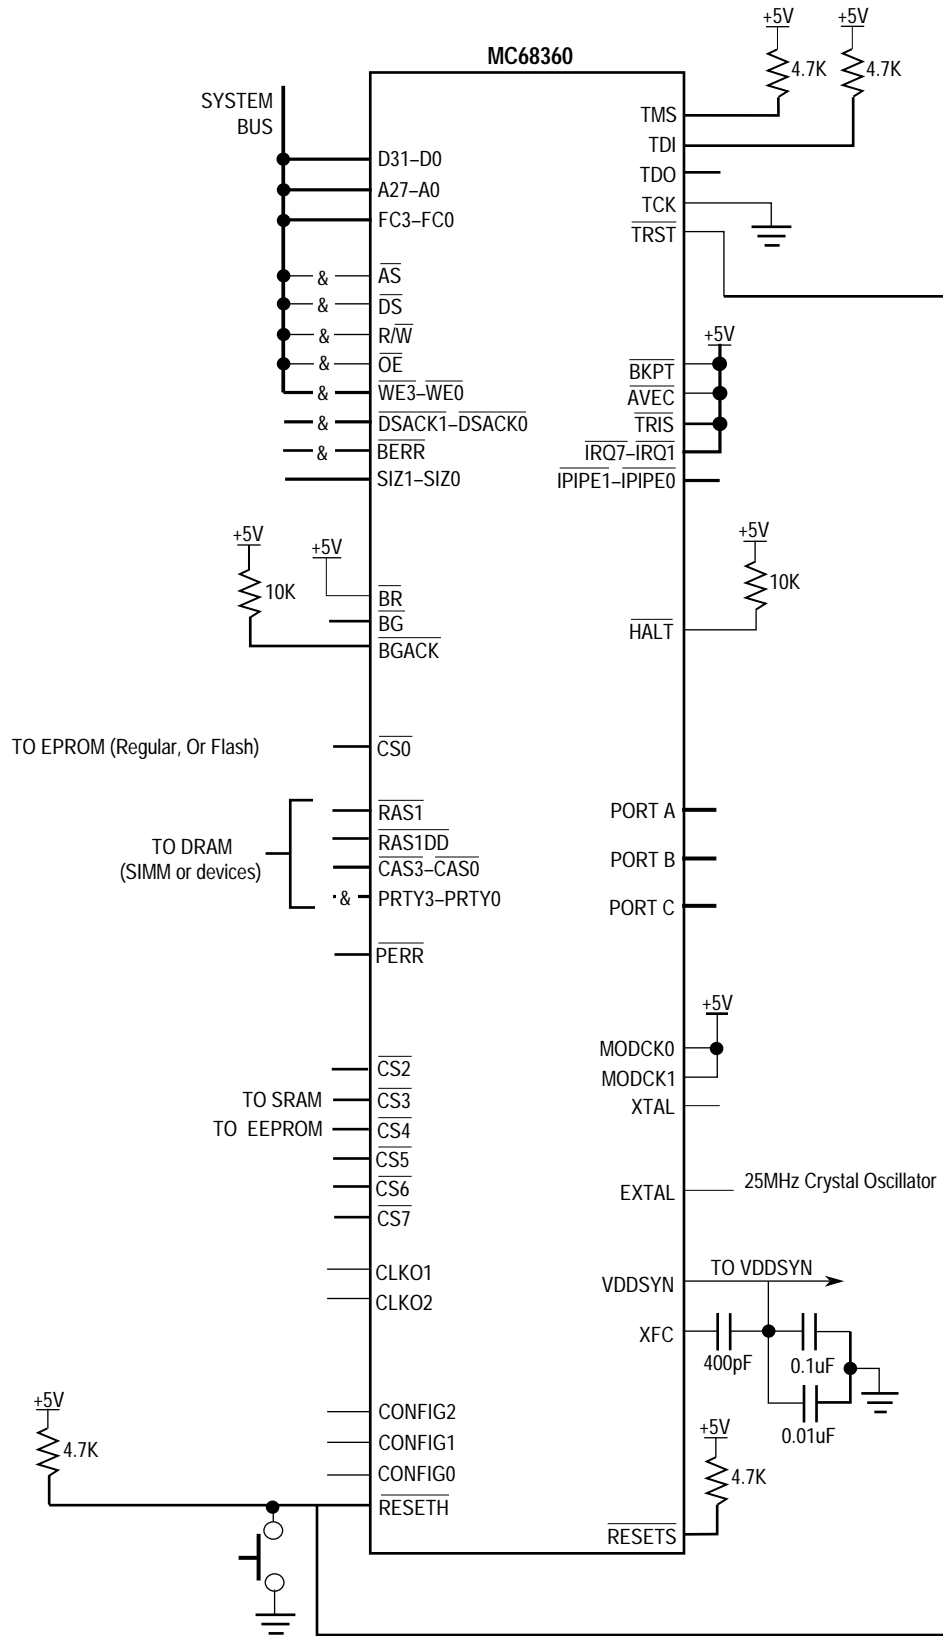 MC68360
+5V
+5V
4.7K
4.7K
SYSTEM
BUS
TMS
TDI
TDO
TCK
TRST
D31–D0
A27–A0
FC3–FC0
& AS
& DS
& R/W
& OE
& WE3–WE0
& DSACK1–DSACK0
& BERR
SIZ1–SIZ0
+5V
BKPT
AVEC
TRIS
IRQ7–IRQ1
IPIPE1–IPIPE0
+5V
+5V
10K
BR
BG
BGACK
+5V
10K
HALT
TO EPROM (Regular, Or Flash)
CS0
TO DRAM
(SIMM or devices)
RAS1
RAS1DD
CAS3–CAS0
& PRTY3–PRTY0
PERR
PORT A
PORT B
PORT C
+5V
MODCK0
MODCK1
XTAL
CS2
TO SRAM CS3
TO EEPROM CS4
CS5
CS6
CS7
EXTAL
25MHz Crystal Oscillator
CLKO1
CLKO2
VDDSYN
TO VDDSYN
XFC
400pF
0.1uF
0.01uF
+5V
4.7K
CONFIG2
CONFIG1
CONFIG0
RESETH
+5V
4.7K
RESETS